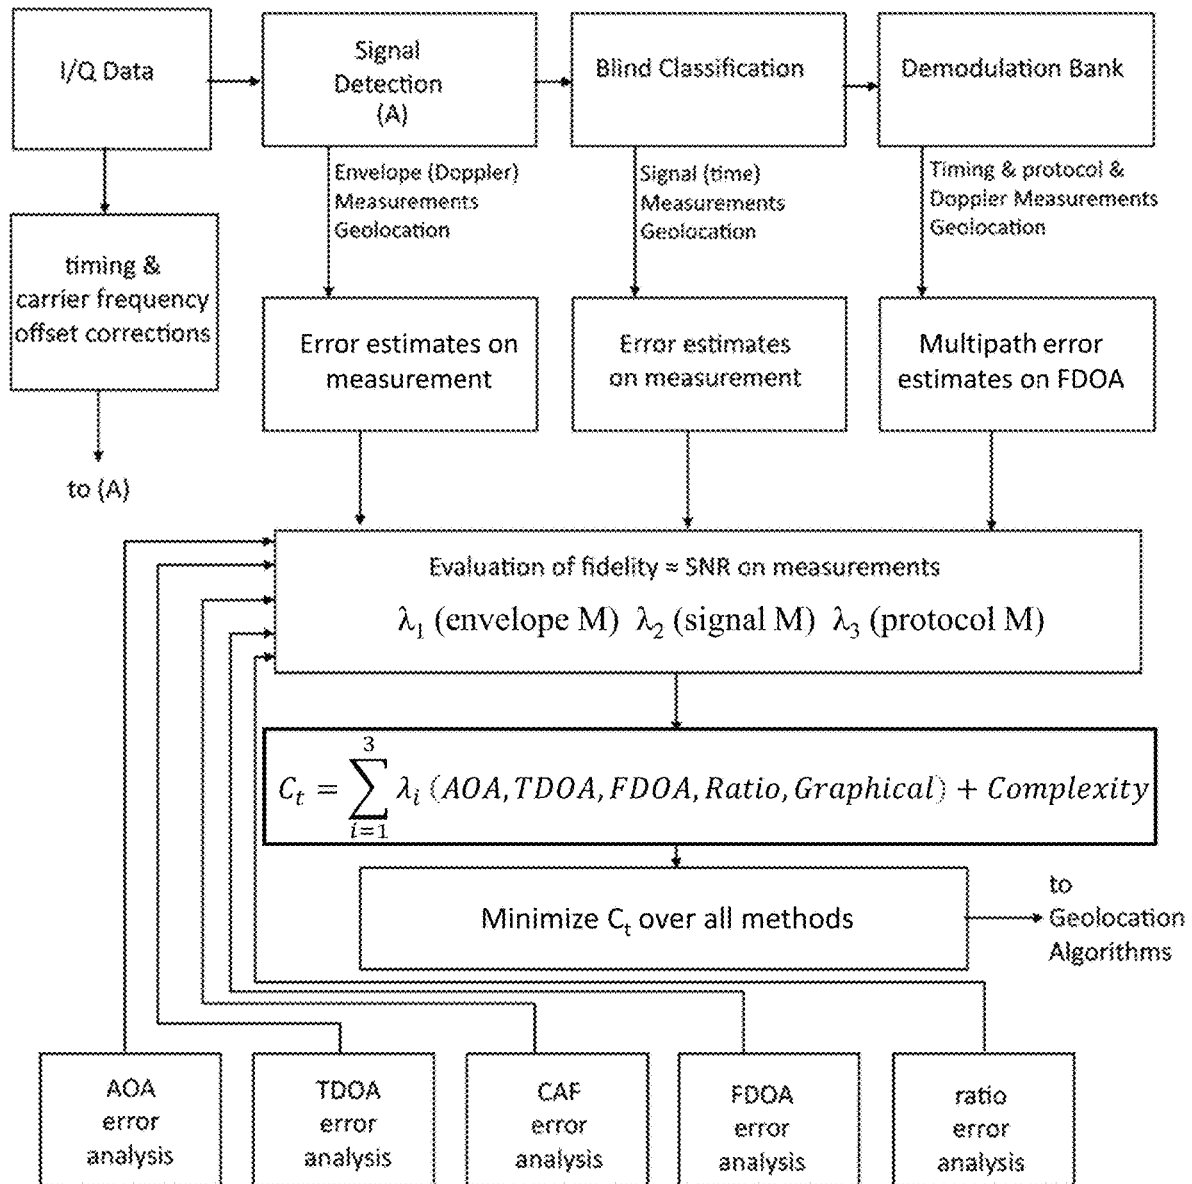 I/Q Data
Signal
Detection
(A)
Blind Classification
Demodulation Bank
Envelope (Doppler)
Measurements
Geolocation
Signal (time)
Measurements
Geolocation
Timing & protocol &
Doppler Measurements
Geolocation
timing &
carrier frequency
offset corrections
to (A)
Error estimates on
measurement
Error estimates
on measurement
Multipath error
estimates on FDOA
Evaluation of fidelity = SNR on measurements
λ₁ (envelope M) λ₂ (signal M) λ₃ (protocol M)
C_t = ∑_{i=1}^{3} λ_i (AOA, TDOA, FDOA, Ratio, Graphical) + Complexity
Minimize C_t over all methods
to
Geolocation
Algorithms
AOA
error
analysis
TDOA
error
analysis
CAF
error
analysis
FDOA
error
analysis
ratio
error
analysis